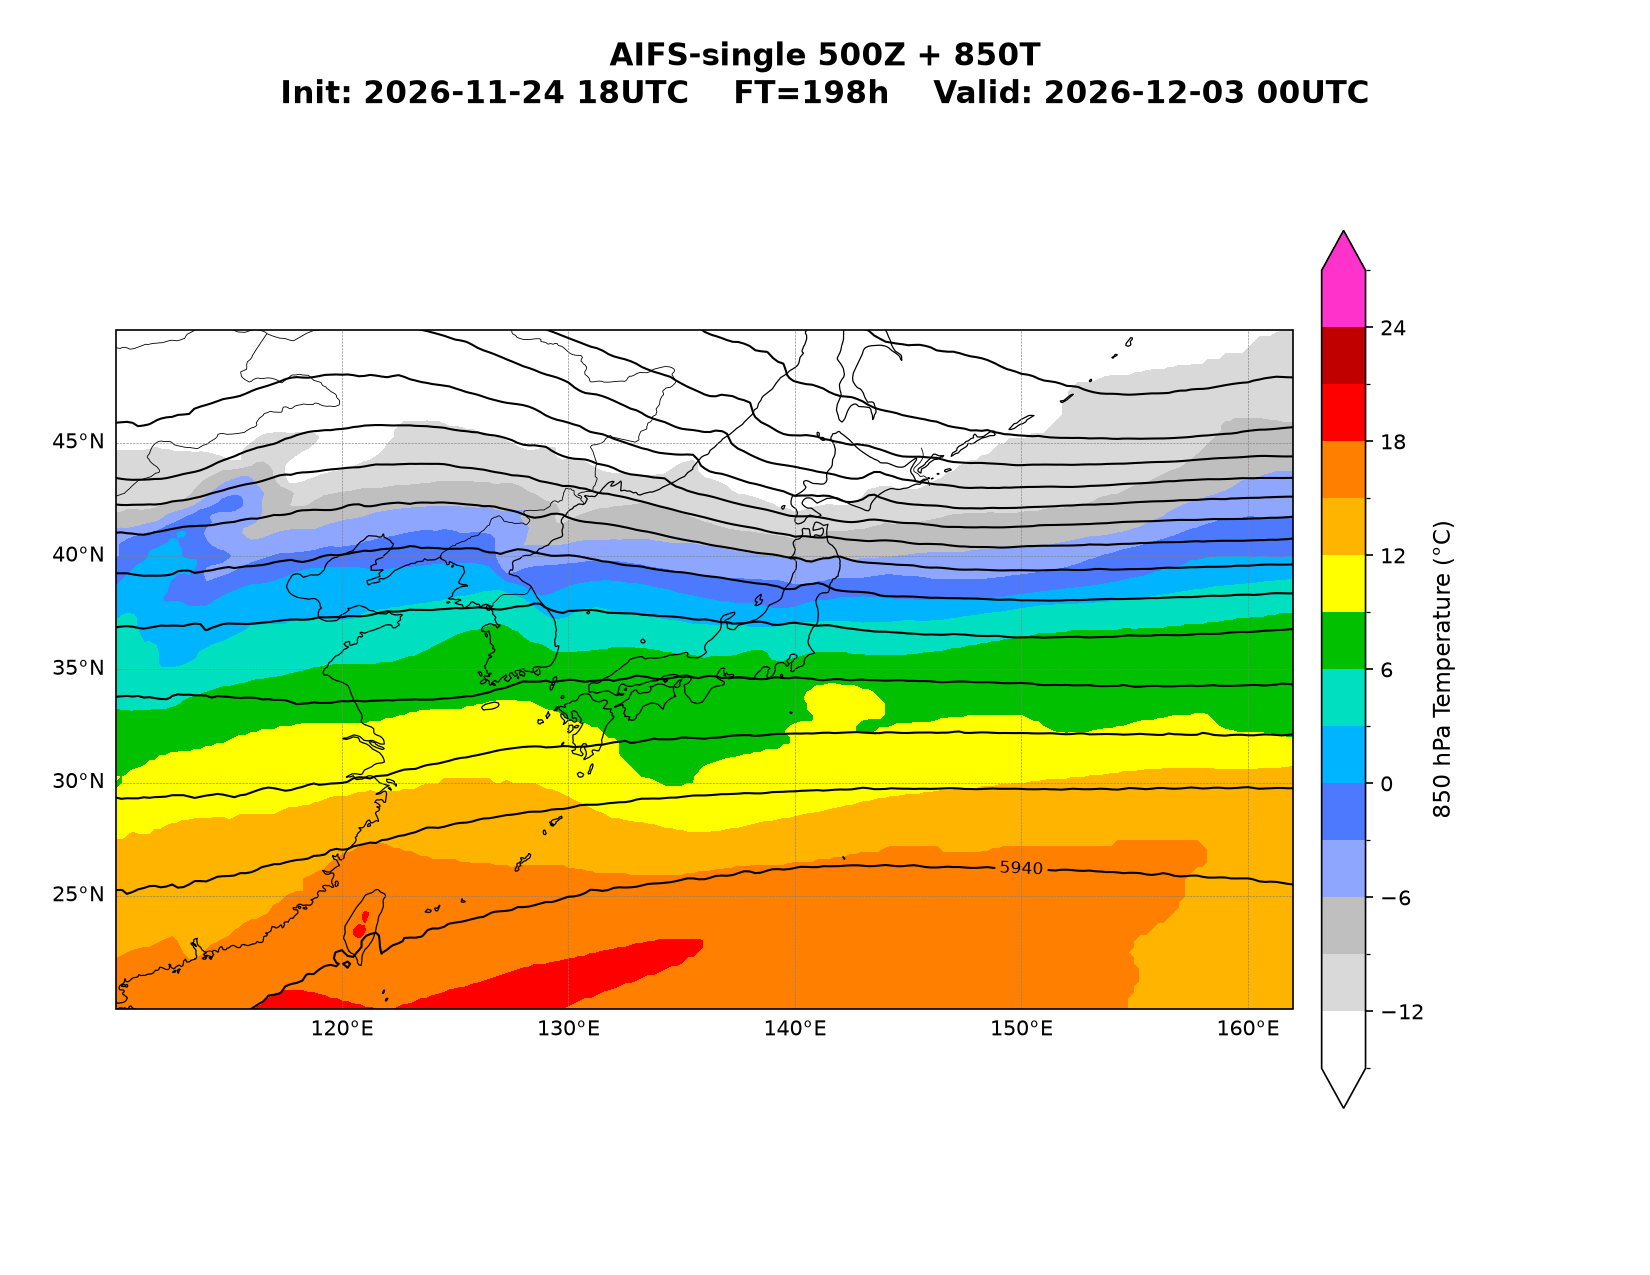 AIFS-single 500Z + 850T
Init: 2026-11-24 18UTC    FT=198h    Valid: 2026-12-03 00UTC
45°N
40°N
35°N
30°N
25°N
5940
120°E
130°E
140°E
150°E
160°E
24
18
12
6
0
−6
−12
850 hPa Temperature (°C)